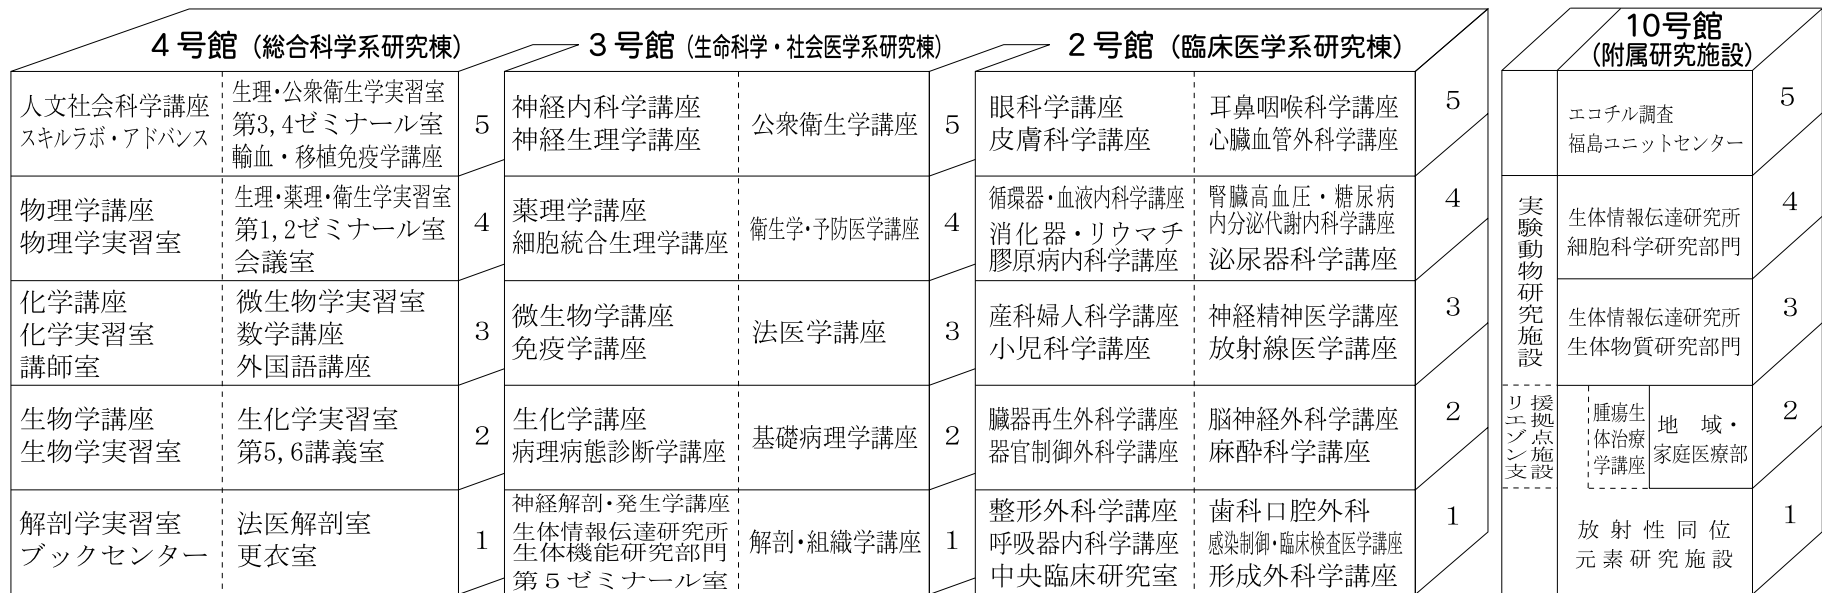 4号館（総合科学系研究棟）
人文社会科学講座
スキルラボ・アドバンス
生理・公衆衛生学実習室
第3,4ゼミナール室
輸血・移植免疫学講座
5
物理学講座
物理学実習室
生理・薬理・衛生学実習室
第1,2ゼミナール室
会議室
4
化学講座
化学実習室
講師室
微生物学実習室
数学講座
外国語講座
3
生物学講座
生物学実習室
生化学実習室
第5,6講義室
2
解剖学実習室
ブックセンター
法医解剖室
更衣室
1
3号館（生命科学・社会医学系研究棟）
神経内科学講座
神経生理学講座
公衆衛生学講座
5
薬理学講座
細胞統合生理学講座
衛生学・予防医学講座
4
微生物学講座
免疫学講座
法医学講座
3
生化学講座
病理病態診断学講座
基礎病理学講座
2
神経解剖・発生学講座
生体情報伝達研究所
生体機能研究部門
第５ゼミナール室
解剖・組織学講座
1
2号館（臨床医学系研究棟）
眼科学講座
皮膚科学講座
耳鼻咽喉科学講座
心臓血管外科学講座
5
循環器・血液内科学講座
消化器・リウマチ
膠原病内科学講座
腎臓高血圧・糖尿病
内分泌代謝内科学講座
泌尿器科学講座
4
産科婦人科学講座
小児科学講座
神経精神医学講座
放射線医学講座
3
臓器再生外科学講座
器官制御外科学講座
脳神経外科学講座
麻酔科学講座
2
整形外科学講座
呼吸器内科学講座
中央臨床研究室
歯科口腔外科
感染制御・臨床検査医学講座
形成外科学講座
1
10号館
（附属研究施設）
エコチル調査
福島ユニットセンター
5
実験動物研究施設
生体情報伝達研究所
細胞科学研究部門
4
生体情報伝達研究所
生体物質研究部門
3
リエゾン支
援拠点施設
腫瘍生
体治療
学講座
地域・
家庭医療部
2
放射性同位
元素研究施設
1